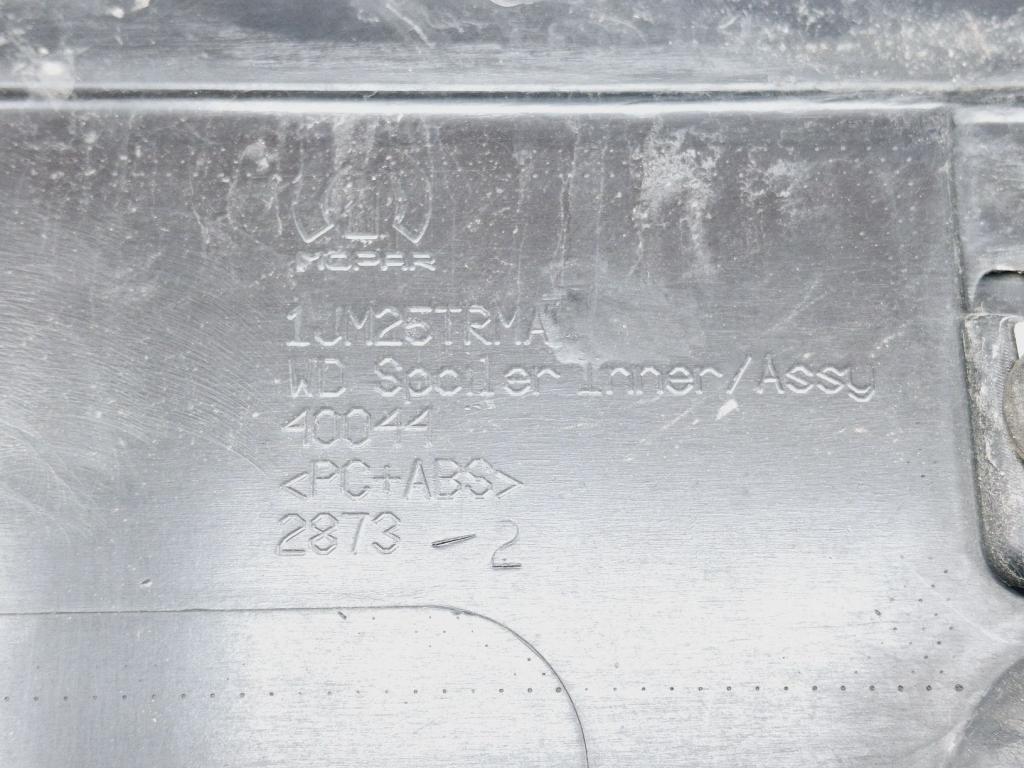 MOPAR
1JM25TRMA
WD Spoiler Inner/Assy
40044
<PC+ABS>
2873 -2